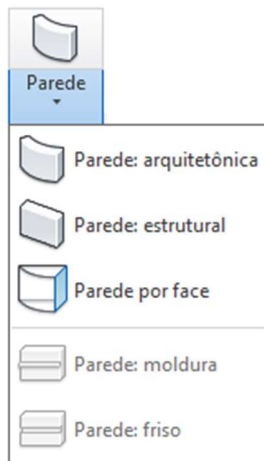 Parede
Parede: arquitetônica
Parede: estrutural
Parede por face
Parede: moldura
Parede: friso